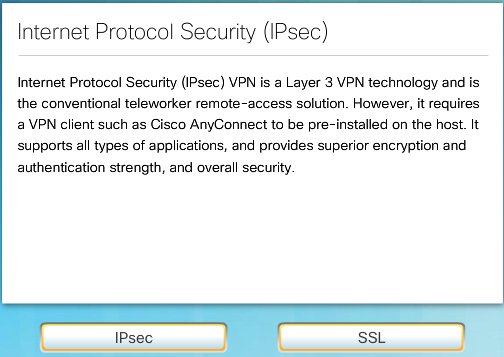 Internet Protocol Security (IPsec)
Internet Protocol Security (IPsec) VPN is a Layer 3 VPN technology and is
the conventional teleworker remote-access solution. However, it requires
a VPN client such as Cisco AnyConnect to be pre-installed on the host. It
supports all types of applications, and provides superior encryption and
authentication strength, and overall security.
IPsec
SSL